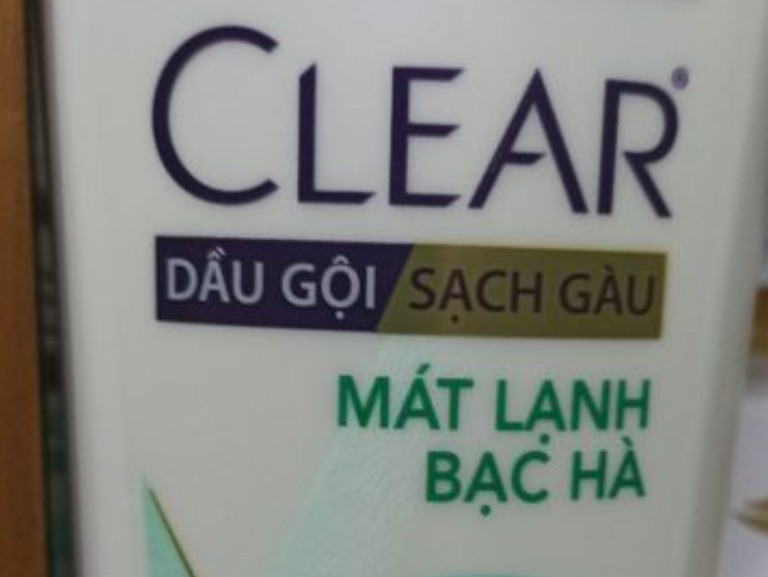 CLEAR®
DẦU GỘI SẠCH GÀU
MÁT LẠNH
BẠC HÀ